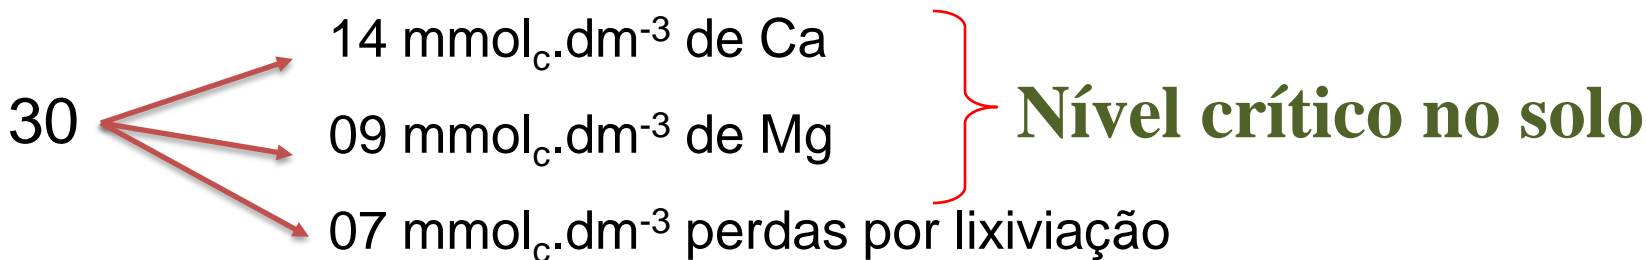 14 mmolc.dm-3 de Ca
30
09 mmolc.dm-3 de Mg
Nível crítico no solo
07 mmolc.dm-3 perdas por lixiviação